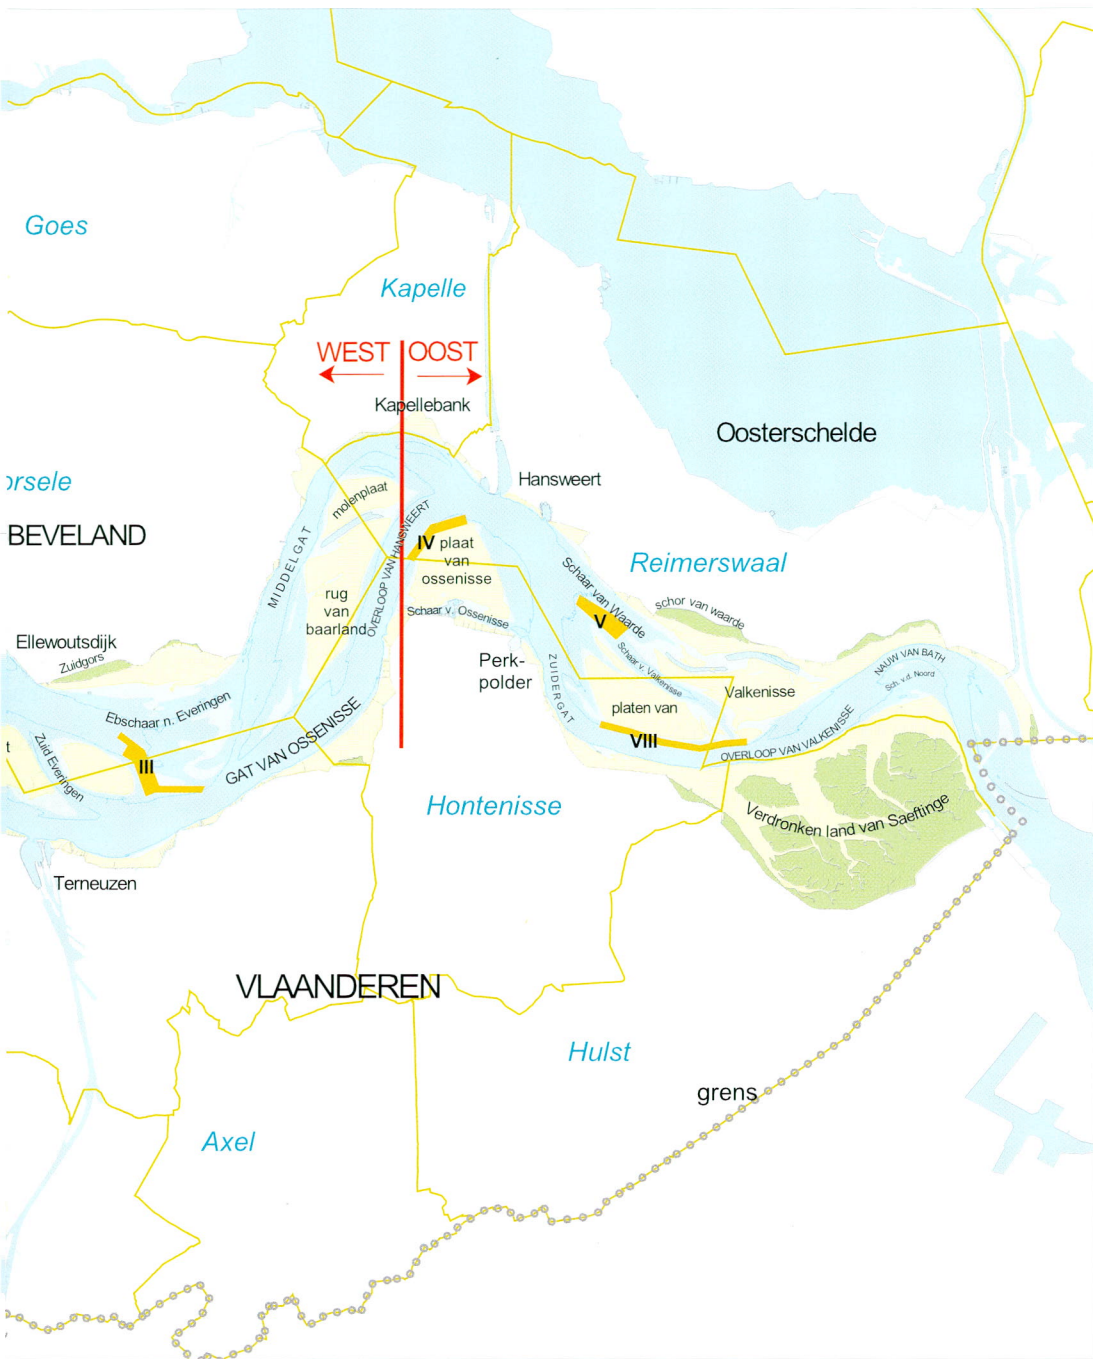 Goes
Kapelle
WEST OOST
Kapellebank
Oosterschelde
Hansweert
BEVELAND
molenplaat
MIDDELGAT
OVERLOOP VAN HANSWEERT
IV plaat
van
ossenisse
Reimerswaal
Schaar van Waarde
schor van waarde
V
rug
van
baarland
Schaar v. Ossenisse
Ellewoutsdijk
Zuidgors
Perk-
polder
ZUIDERGAT
Schaar v. Valkenisse
NAUW VAN BATH
Sch. v.d. Noord
Valkenisse
platen van
Ebschaar n. Everingen
Zuid Everingen
III
GAT VAN OSSENISSE
VIII
OVERLOOP VAN VALKENISSE
Hontenisse
Verdronken land van Saeftinge
Terneuzen
VLAANDEREN
Hulst
grens
Axel